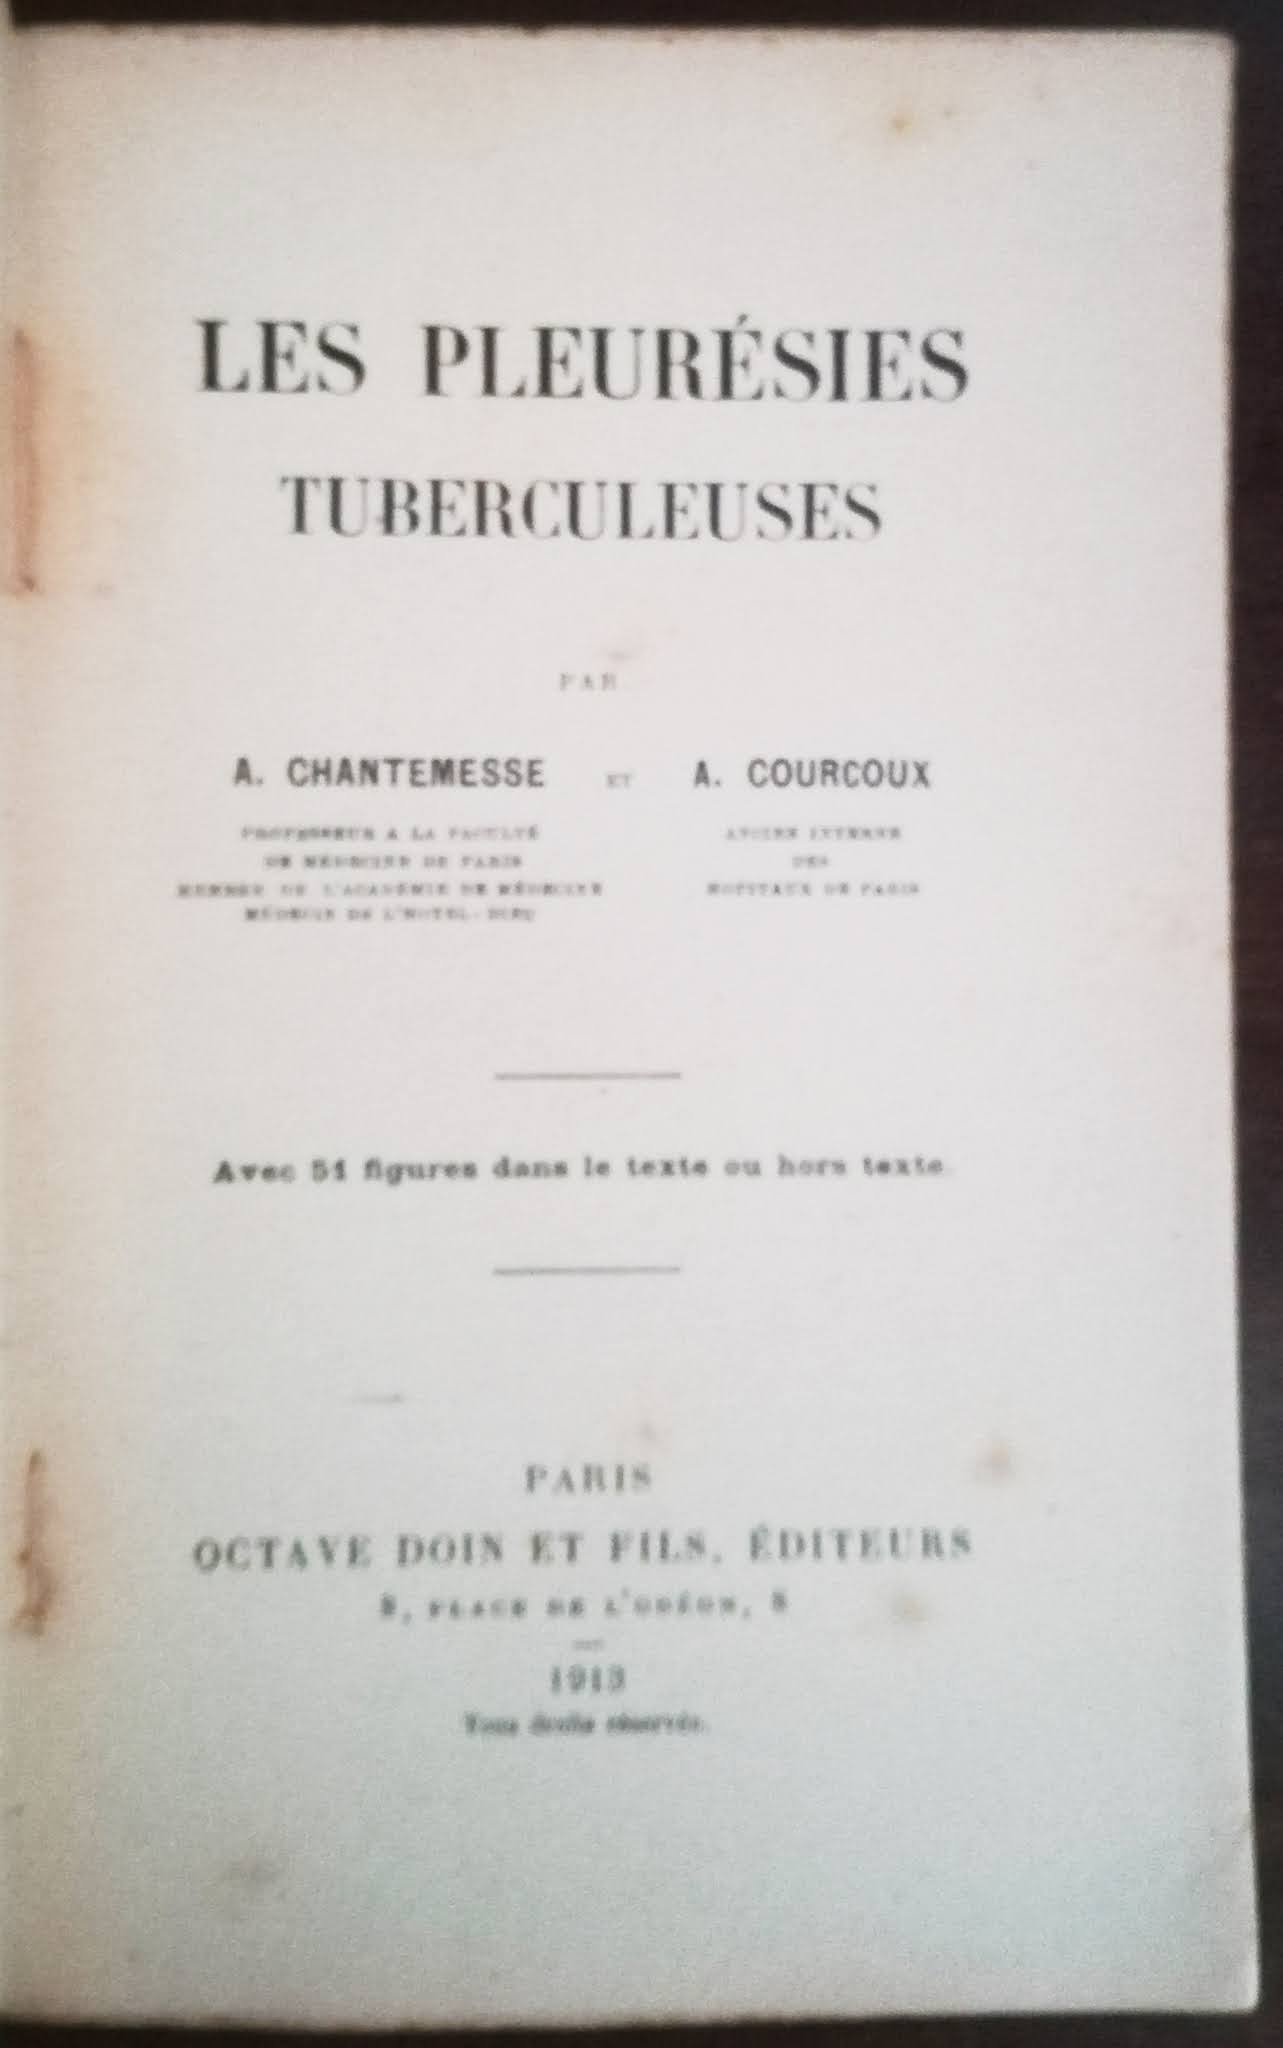 LES PLEURÉSIES
TUBERCULEUSES
PAR
A. CHANTEMESSE ET A. COURCOUX
PROFESSEUR A LA FACULTÉ
DE MÉDECINE DE PARIS
MEMBRE DE L'ACADÉMIE DE MÉDECINE
MÉDECIN DE L'HOTEL-DIEU
ANCIEN INTERNE
DES
HOPITAUX DE PARIS
Avec 51 figures dans le texte ou hors texte.
PARIS
OCTAVE DOIN ET FILS, ÉDITEURS
8, PLACE DE L'ODÉON, 8
1913
Tous droits réservés.